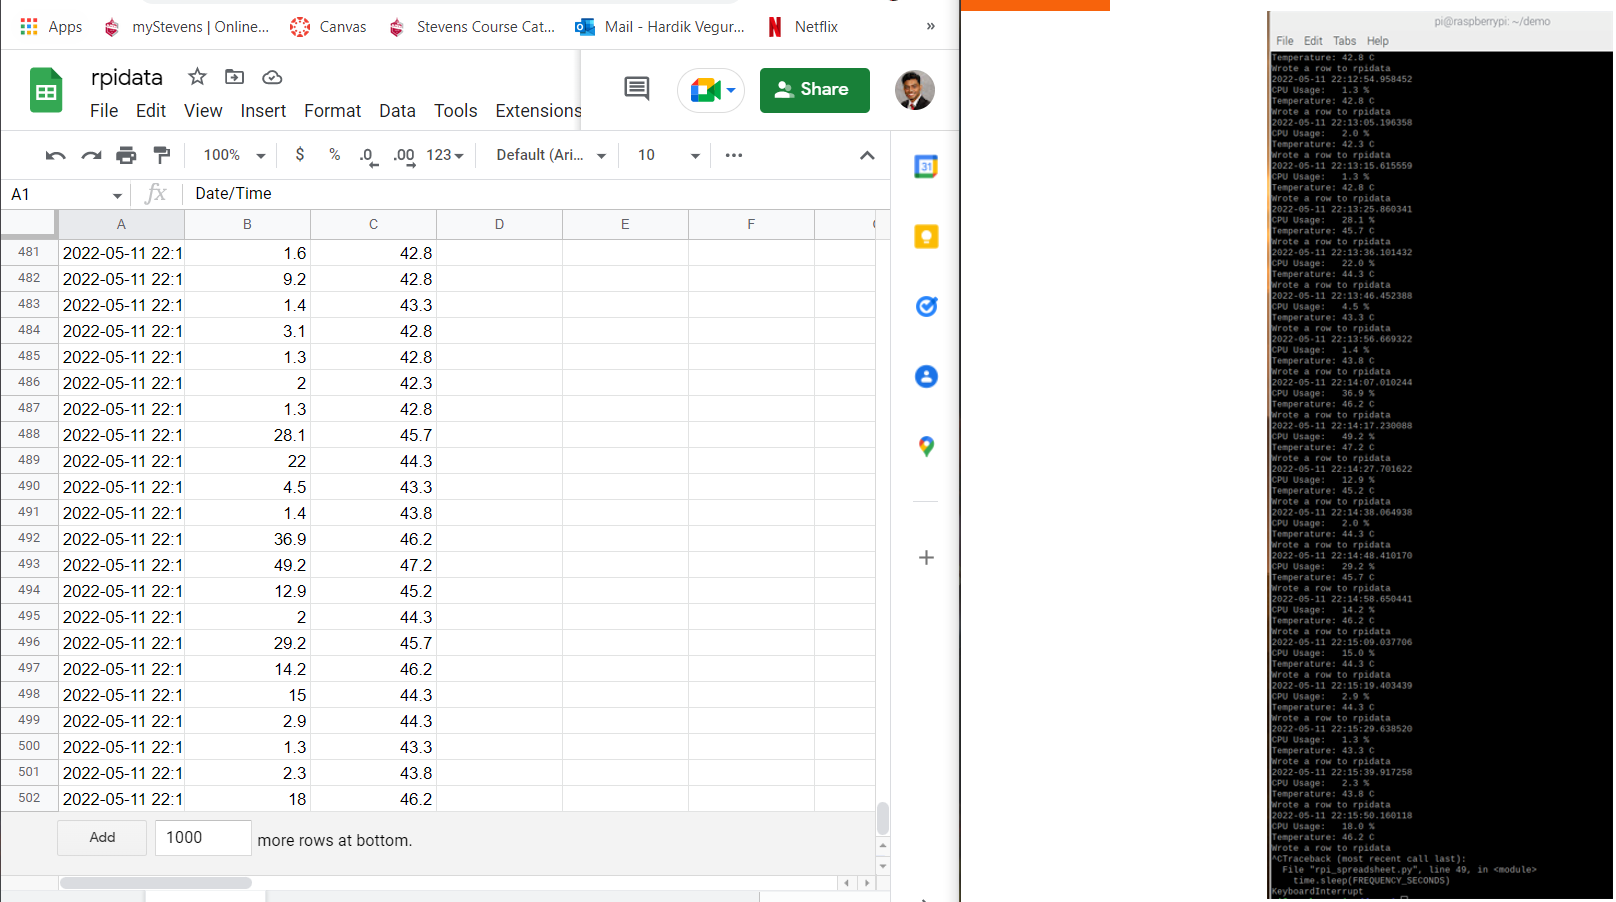 Apps
myStevens | Online...
Canvas
Stevens Course Cat...
Mail - Hardik Vegur...
Netflix
»
rpidata
File Edit View Insert Format Data Tools Extensions
Share
100% $ % .0 .00 123 Default (Ari... 10
A1 fx Date/Time
A B C D E F
481 2022-05-11 22:1 1.6 42.8
482 2022-05-11 22:1 9.2 42.8
483 2022-05-11 22:1 1.4 43.3
484 2022-05-11 22:1 3.1 42.8
485 2022-05-11 22:1 1.3 42.8
486 2022-05-11 22:1 2 42.3
487 2022-05-11 22:1 1.3 42.8
488 2022-05-11 22:1 28.1 45.7
489 2022-05-11 22:1 22 44.3
490 2022-05-11 22:1 4.5 43.3
491 2022-05-11 22:1 1.4 43.8
492 2022-05-11 22:1 36.9 46.2
493 2022-05-11 22:1 49.2 47.2
494 2022-05-11 22:1 12.9 45.2
495 2022-05-11 22:1 2 44.3
496 2022-05-11 22:1 29.2 45.7
497 2022-05-11 22:1 14.2 46.2
498 2022-05-11 22:1 15 44.3
499 2022-05-11 22:1 2.9 44.3
500 2022-05-11 22:1 1.3 43.3
501 2022-05-11 22:1 2.3 43.8
502 2022-05-11 22:1 18 46.2
Add 1000 more rows at bottom.
31
pi@raspberrypi: ~/demo
File Edit Tabs Help
Temperature: 42.8 C
Wrote a row to rpidata
2022-05-11 22:12:54.958452
CPU Usage: 1.3 %
Temperature: 42.8 C
Wrote a row to rpidata
2022-05-11 22:13:05.196358
CPU Usage: 2.0 %
Temperature: 42.3 C
Wrote a row to rpidata
2022-05-11 22:13:15.615559
CPU Usage: 1.3 %
Temperature: 42.8 C
Wrote a row to rpidata
2022-05-11 22:13:25.860341
CPU Usage: 28.1 %
Temperature: 45.7 C
Wrote a row to rpidata
2022-05-11 22:13:36.101432
CPU Usage: 22.0 %
Temperature: 44.3 C
Wrote a row to rpidata
2022-05-11 22:13:46.452388
CPU Usage: 4.5 %
Temperature: 43.3 C
Wrote a row to rpidata
2022-05-11 22:13:56.669322
CPU Usage: 1.4 %
Temperature: 43.8 C
Wrote a row to rpidata
2022-05-11 22:14:07.010244
CPU Usage: 36.9 %
Temperature: 46.2 C
Wrote a row to rpidata
2022-05-11 22:14:17.230088
CPU Usage: 49.2 %
Temperature: 47.2 C
Wrote a row to rpidata
2022-05-11 22:14:27.701622
CPU Usage: 12.9 %
Temperature: 45.2 C
Wrote a row to rpidata
2022-05-11 22:14:38.064938
CPU Usage: 2.0 %
Temperature: 44.3 C
Wrote a row to rpidata
2022-05-11 22:14:48.410170
CPU Usage: 29.2 %
Temperature: 45.7 C
Wrote a row to rpidata
2022-05-11 22:14:58.650441
CPU Usage: 14.2 %
Temperature: 46.2 C
Wrote a row to rpidata
2022-05-11 22:15:09.037706
CPU Usage: 15.0 %
Temperature: 44.3 C
Wrote a row to rpidata
2022-05-11 22:15:19.403439
CPU Usage: 2.9 %
Temperature: 44.3 C
Wrote a row to rpidata
2022-05-11 22:15:29.638520
CPU Usage: 1.3 %
Temperature: 43.3 C
Wrote a row to rpidata
2022-05-11 22:15:39.917258
CPU Usage: 2.3 %
Temperature: 43.8 C
Wrote a row to rpidata
2022-05-11 22:15:50.160118
CPU Usage: 18.0 %
Temperature: 46.2 C
Wrote a row to rpidata
^CTraceback (most recent call last):
File "rpi_spreadsheet.py", line 49, in <module>
time.sleep(FREQUENCY_SECONDS)
KeyboardInterrupt